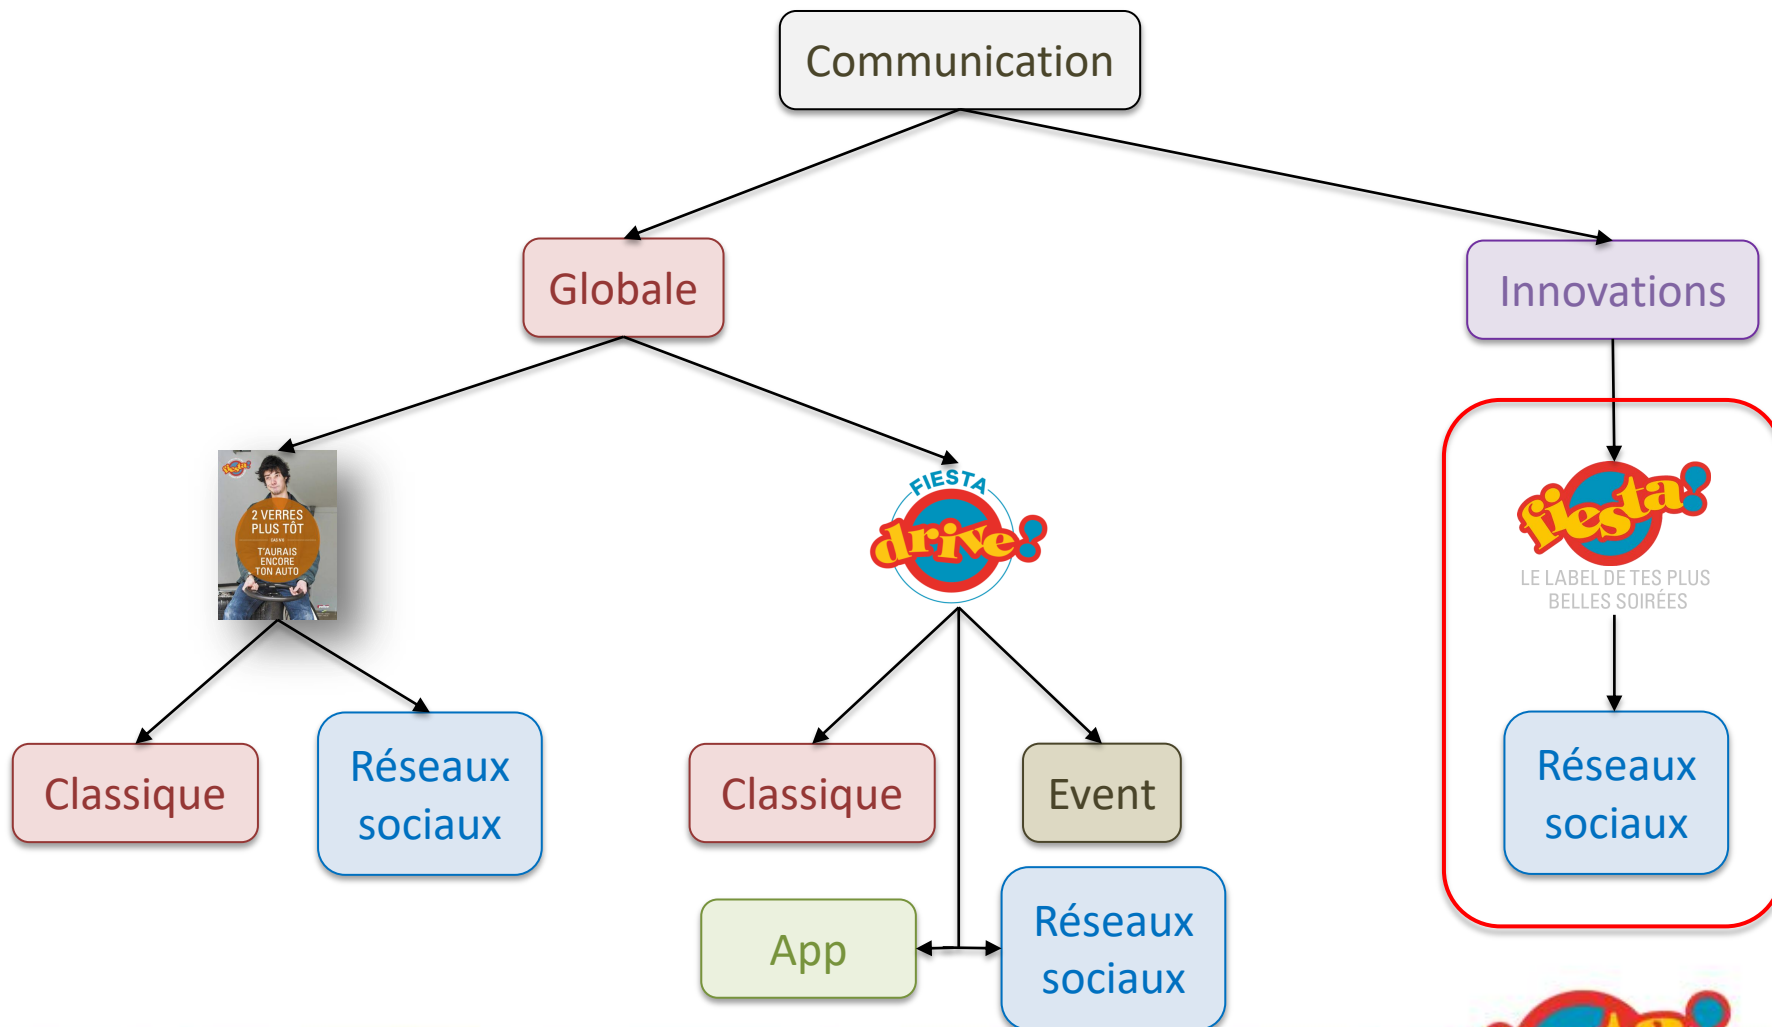 Communication
Globale
Innovations
fiesta!
2 VERRES
PLUS TÔT
T'AURAIS
ENCORE
TON AUTO
FIESTA
drive!
fiesta!
LE LABEL DE TES PLUS
BELLES SOIRÉES
Classique
Réseaux
sociaux
Classique
Event
Réseaux
sociaux
App
Réseaux
sociaux